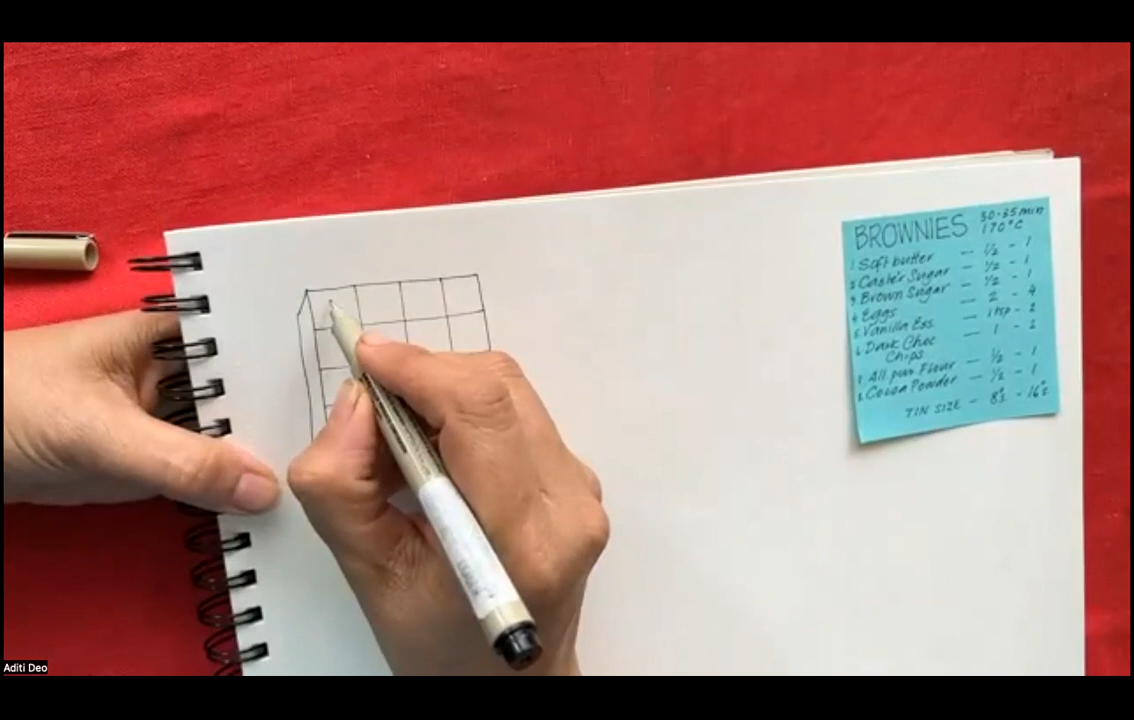 BROWNIES 30-35 min
170°C
1 Soft butter — ½ - 1
2 Caster Sugar — ½ - 1
3 Brown Sugar — ½ - 1
4 Eggs — 2 - 4
5 Vanilla Ess. — 1 tsp - 2
6 Dark Choc
Chips — 1 - 2
7 All pur Flour — ½ - 1
8 Cocoa Powder — ½ - 1
TIN SIZE -
Aditi Deo